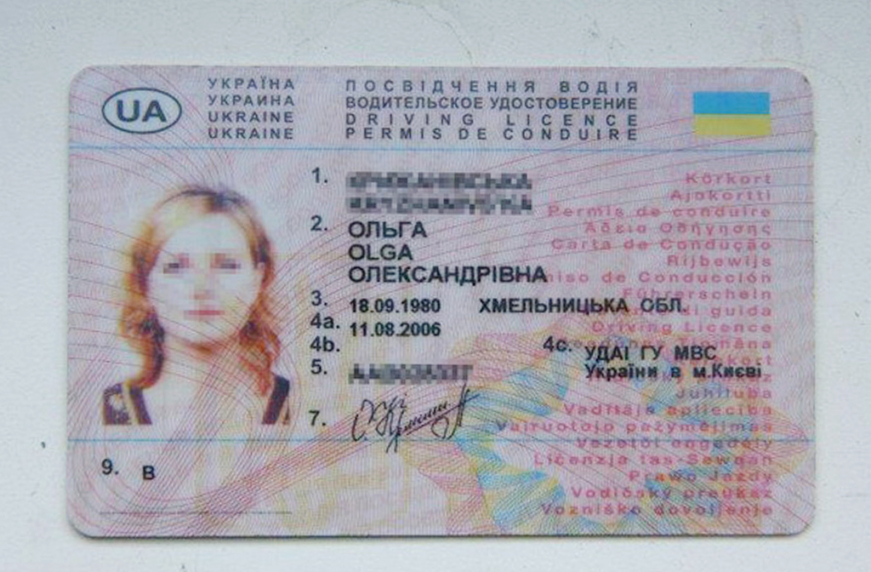 UA
УКРАЇНА
УКРАИНА
UKRAINE
UKRAINE
ПОСВІДЧЕННЯ ВОДІЯ
ВОДИТЕЛЬСКОЕ УДОСТОВЕРЕНИЕ
DRIVING LICENCE
PERMIS DE CONDUIRE
1.
2. ОЛЬГА
OLGA
ОЛЕКСАНДРІВНА
3. 18.09.1980 ХМЕЛЬНИЦЬКА ОБЛ.
4a. 11.08.2006
4b.
4c. УДАІ ГУ МВС
України в м.Києві
5.
7.
9. B
Körkort
Ajokortti
Permis de conduire
Άδεια Οδήγησης
Carta de Condução
Rijbewijs
miso de Conducción
Führerschein
di guida
Driving Licence
Juhiluba
Vadītāja apliecība
Vairuotojo pažymėjimas
Vezetői engedély
Liċenzja tas-Sewqan
Prawo Jazdy
Vodičský preukaz
Vozniško dovoljenje